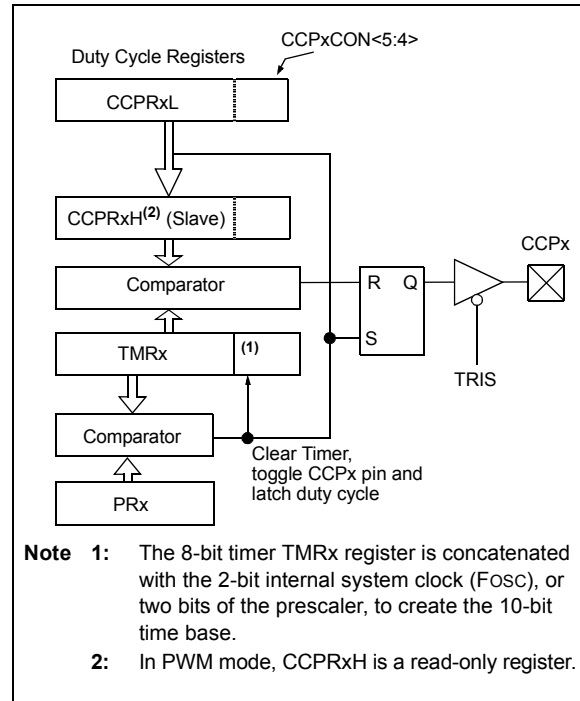 CCPxCON<5:4>
Duty Cycle Registers
CCPRxL
CCPRxH(2) (Slave)
CCPx
Comparator
R Q
TMRx (1)
S
TRIS
Comparator
Clear Timer,
toggle CCPx pin and
latch duty cycle
PRx
Note 1: The 8-bit timer TMRx register is concatenated
with the 2-bit internal system clock (FOSC), or
two bits of the prescaler, to create the 10-bit
time base.
2: In PWM mode, CCPRxH is a read-only register.